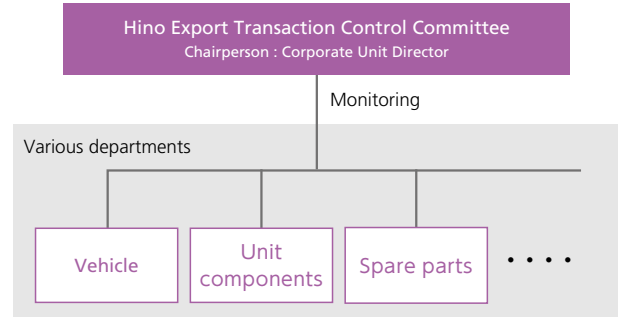 Hino Export Transaction Control Committee
Chairperson : Corporate Unit Director
Monitoring
Various departments
Vehicle
Unit
components
Spare parts
• • • •